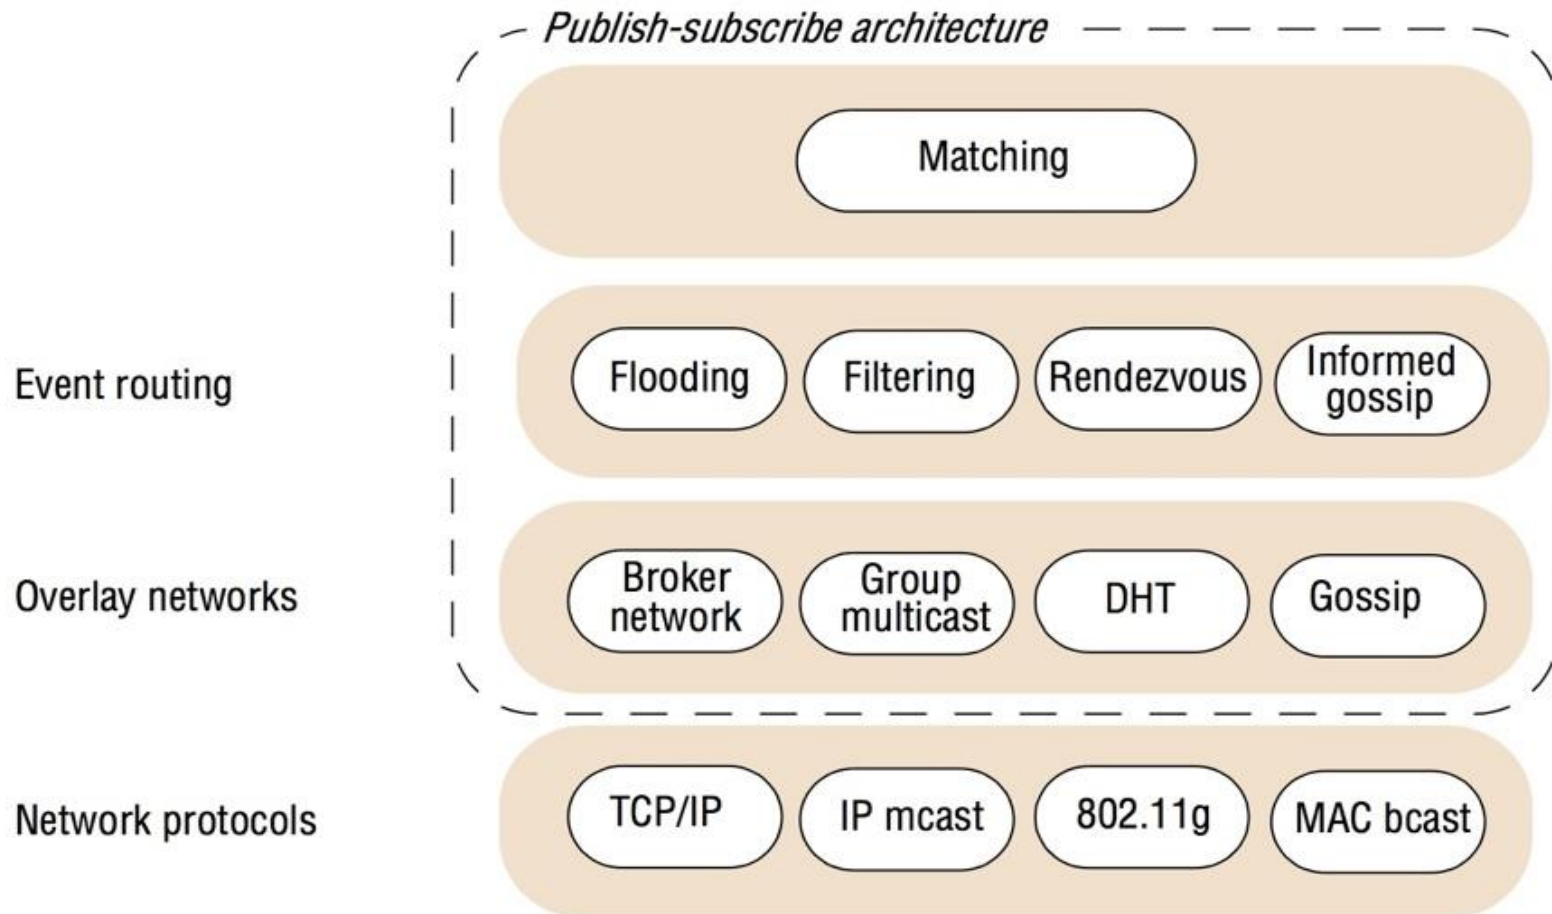 Publish-subscribe architecture
Matching
Event routing
Flooding
Filtering
Rendezvous
Informed
gossip
Overlay networks
Broker
network
Group
multicast
DHT
Gossip
Network protocols
TCP/IP
IP mcast
802.11g
MAC bcast